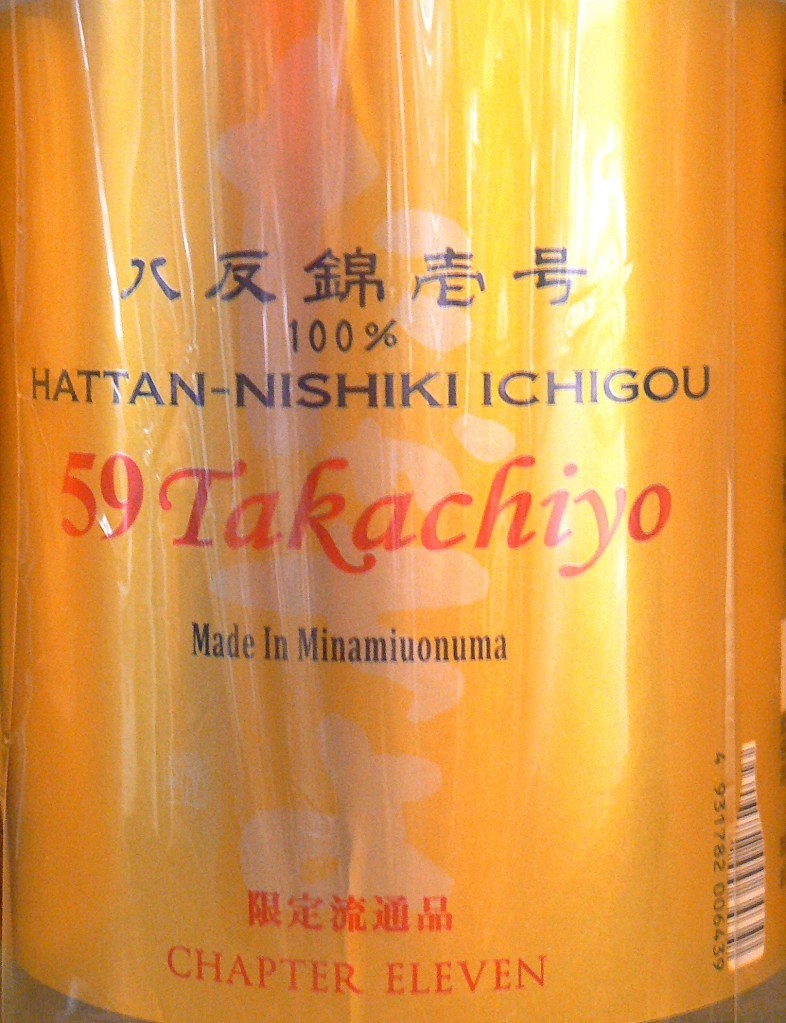 八反錦壱号
100%
HATTAN-NISHIKI ICHIGOU
59 Takachiyo
Made In Minamiuonuma
限定流通品
CHAPTER ELEVEN
4 931782 006439